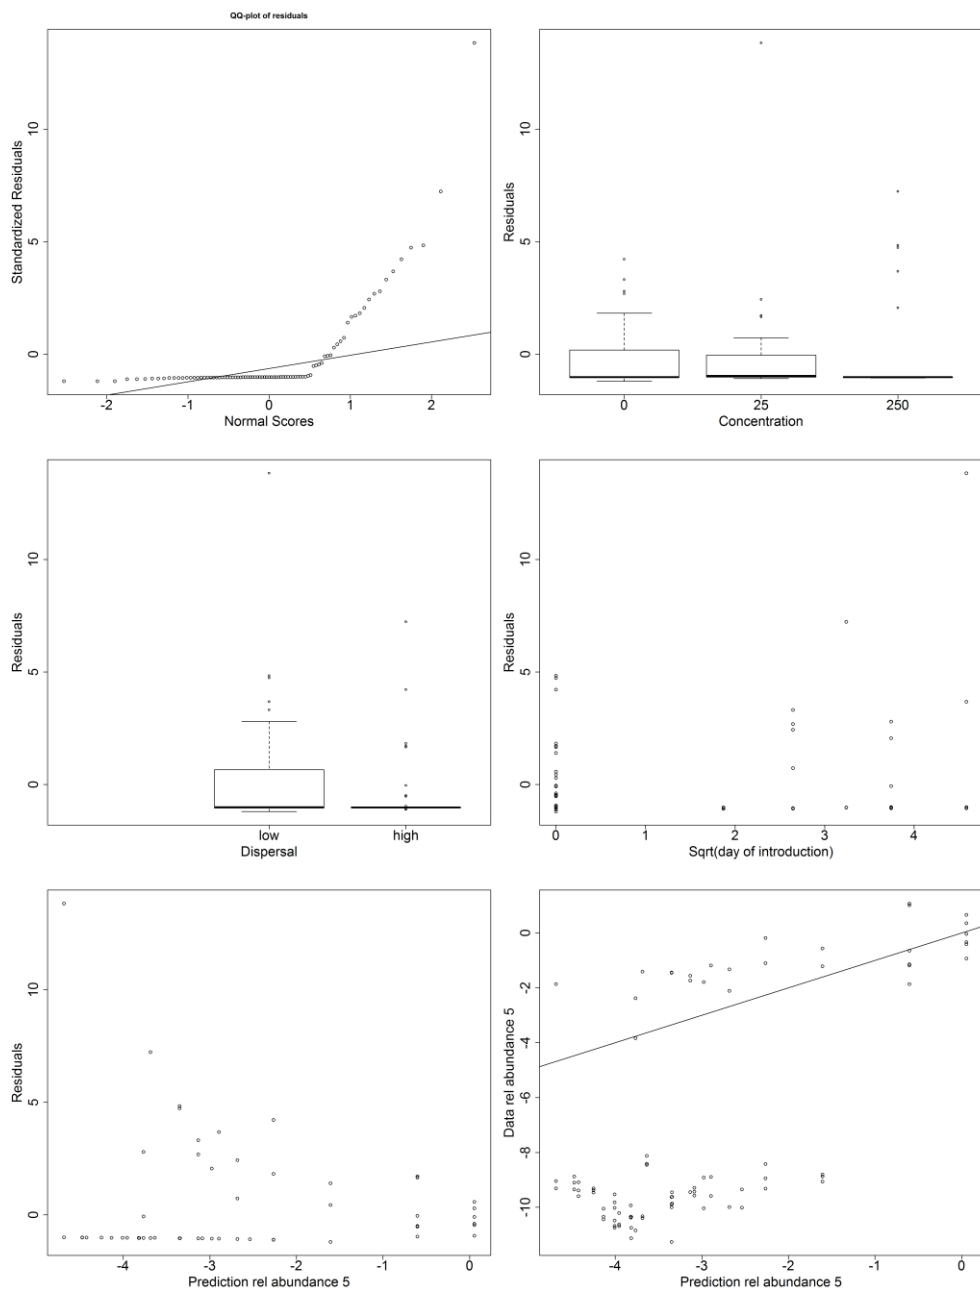 QQ-plot of residuals
Standardized Residuals
10
5
0
-2 -1 0 1 2
Normal Scores
Residuals
10
5
0
0 25 250
Concentration
Residuals
10
5
0
low high
Dispersal
Residuals
10
5
0
0 1 2 3 4
Sqrt(day of introduction)
Residuals
10
5
0
-4 -3 -2 -1 0
Prediction rel abundance 5
Data rel abundance 5
0
-2
-4
-6
-8
-10
-4 -3 -2 -1 0
Prediction rel abundance 5